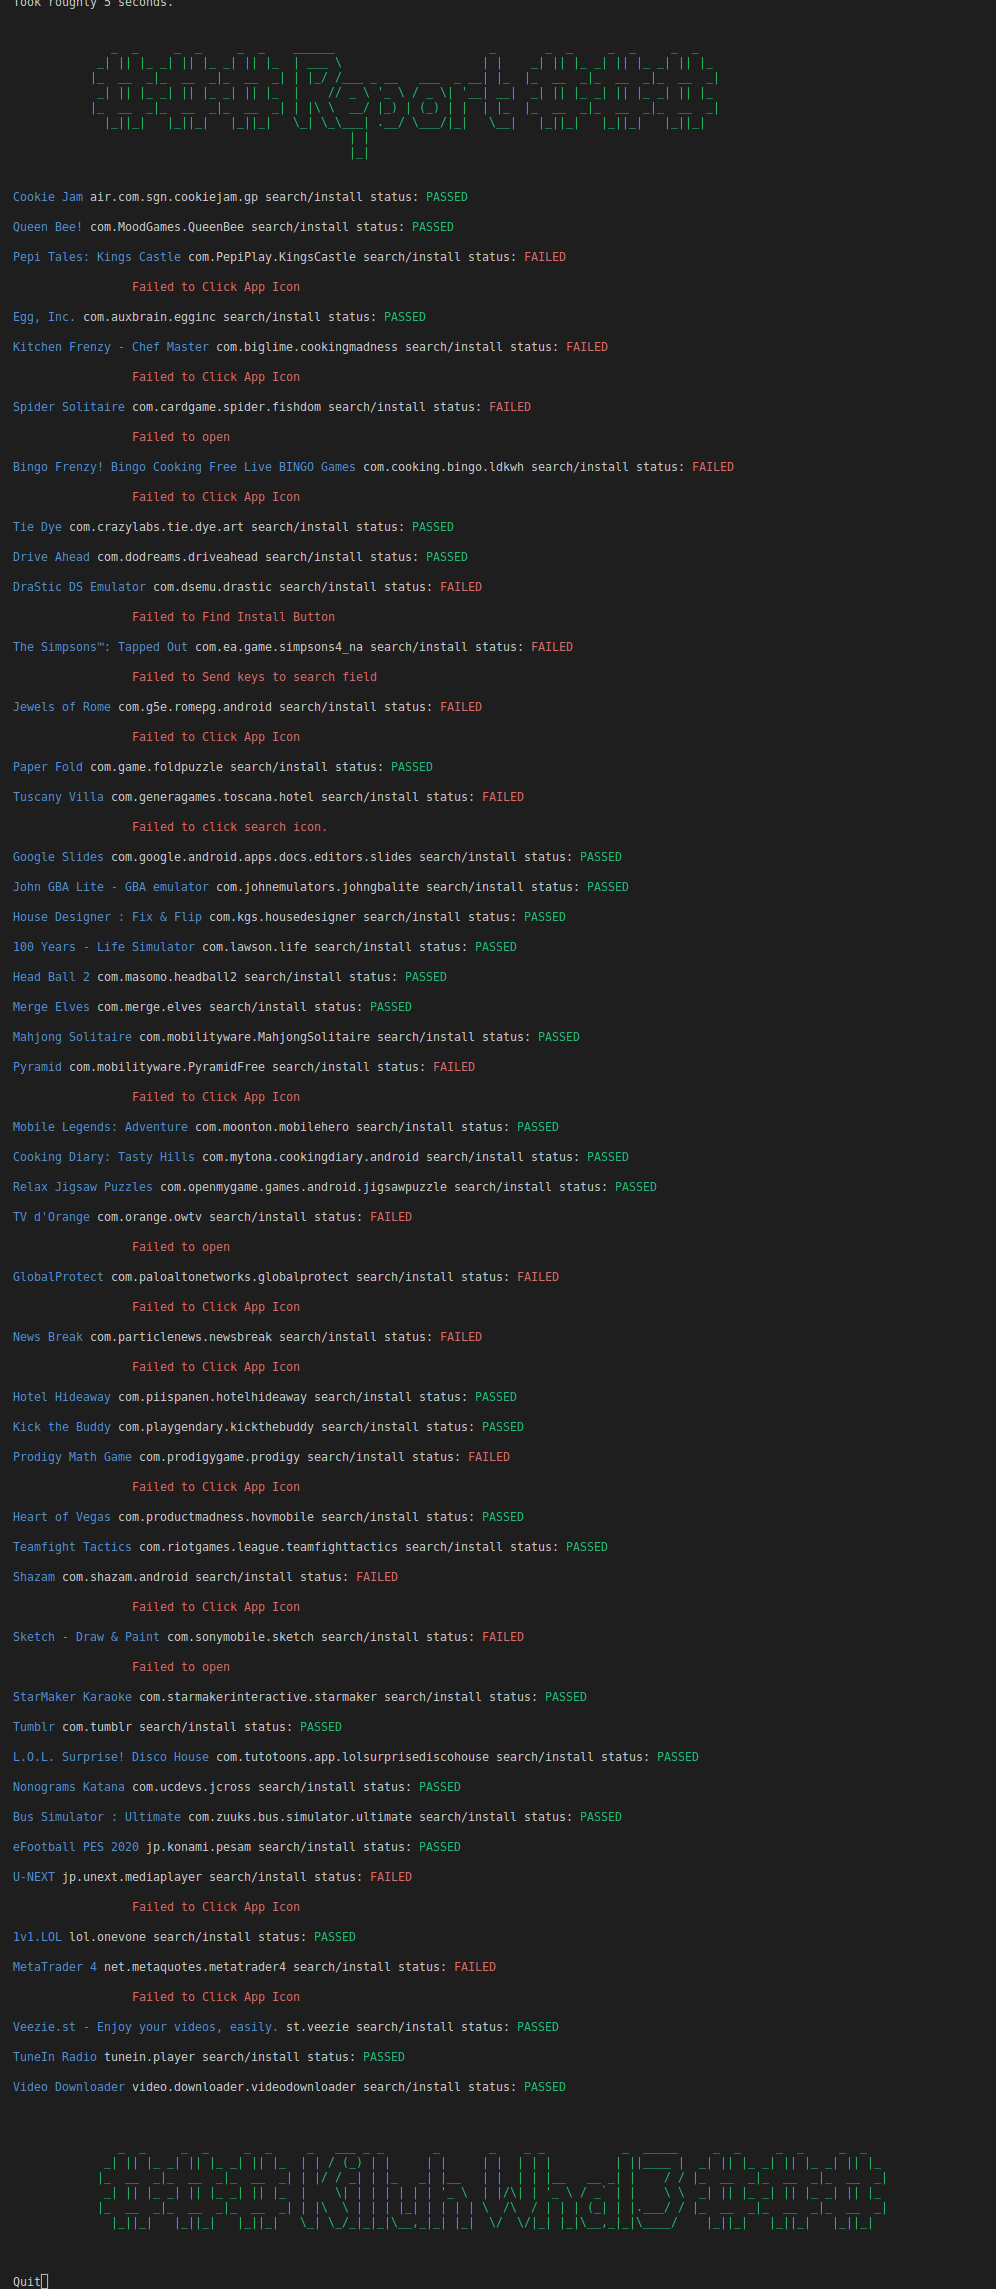 Took roughly 5 seconds.
### Report ###
Cookie Jam air.com.sgn.cookiejam.gp search/install status: PASSED
Queen Bee! com.MoodGames.QueenBee search/install status: PASSED
Pepi Tales: Kings Castle com.PepiPlay.KingsCastle search/install status: FAILED
Failed to Click App Icon
Egg, Inc. com.auxbrain.egginc search/install status: PASSED
Kitchen Frenzy - Chef Master com.biglime.cookingmadness search/install status: FAILED
Failed to Click App Icon
Spider Solitaire com.cardgame.spider.fishdom search/install status: FAILED
Failed to open
Bingo Frenzy! Bingo Cooking Free Live BINGO Games com.cooking.bingo.ldkwh search/install status: FAILED
Failed to Click App Icon
Tie Dye com.crazylabs.tie.dye.art search/install status: PASSED
Drive Ahead com.dodreams.driveahead search/install status: PASSED
DraStic DS Emulator com.dsemu.drastic search/install status: FAILED
Failed to Find Install Button
The Simpsons™: Tapped Out com.ea.game.simpsons4_na search/install status: FAILED
Failed to Send keys to search field
Jewels of Rome com.g5e.romepg.android search/install status: FAILED
Failed to Click App Icon
Paper Fold com.game.foldpuzzle search/install status: PASSED
Tuscany Villa com.generagames.toscana.hotel search/install status: FAILED
Failed to click search icon.
Google Slides com.google.android.apps.docs.editors.slides search/install status: PASSED
John GBA Lite - GBA emulator com.johnemulators.johngbalite search/install status: PASSED
House Designer : Fix & Flip com.kgs.housedesigner search/install status: PASSED
100 Years - Life Simulator com.lawson.life search/install status: PASSED
Head Ball 2 com.masomo.headball2 search/install status: PASSED
Merge Elves com.merge.elves search/install status: PASSED
Mahjong Solitaire com.mobilityware.MahjongSolitaire search/install status: PASSED
Pyramid com.mobilityware.PyramidFree search/install status: FAILED
Failed to Click App Icon
Mobile Legends: Adventure com.moonton.mobilehero search/install status: PASSED
Cooking Diary: Tasty Hills com.mytona.cookingdiary.android search/install status: PASSED
Relax Jigsaw Puzzles com.openmygame.games.android.jigsawpuzzle search/install status: PASSED
TV d'Orange com.orange.owtv search/install status: FAILED
Failed to open
GlobalProtect com.paloaltonetworks.globalprotect search/install status: FAILED
Failed to Click App Icon
News Break com.particlenews.newsbreak search/install status: FAILED
Failed to Click App Icon
Hotel Hideaway com.piispanen.hotelhideaway search/install status: PASSED
Kick the Buddy com.playgendary.kickthebuddy search/install status: PASSED
Prodigy Math Game com.prodigygame.prodigy search/install status: FAILED
Failed to Click App Icon
Heart of Vegas com.productmadness.hovmobile search/install status: PASSED
Teamfight Tactics com.riotgames.league.teamfighttactics search/install status: PASSED
Shazam com.shazam.android search/install status: FAILED
Failed to Click App Icon
Sketch - Draw & Paint com.sonymobile.sketch search/install status: FAILED
Failed to open
StarMaker Karaoke com.starmakerinteractive.starmaker search/install status: PASSED
Tumblr com.tumblr search/install status: PASSED
L.O.L. Surprise! Disco House com.tutotoons.app.lolsurprisediscohouse search/install status: PASSED
Nonograms Katana com.ucdevs.jcross search/install status: PASSED
Bus Simulator : Ultimate com.zuuks.bus.simulator.ultimate search/install status: PASSED
eFootball PES 2020 jp.konami.pesam search/install status: PASSED
U-NEXT jp.unext.mediaplayer search/install status: FAILED
Failed to Click App Icon
1v1.LOL lol.onevone search/install status: PASSED
MetaTrader 4 net.metaquotes.metatrader4 search/install status: FAILED
Failed to Click App Icon
Veezie.st - Enjoy your videos, easily. st.veezie search/install status: PASSED
TuneIn Radio tunein.player search/install status: PASSED
Video Downloader video.downloader.videodownloader search/install status: PASSED
Quit